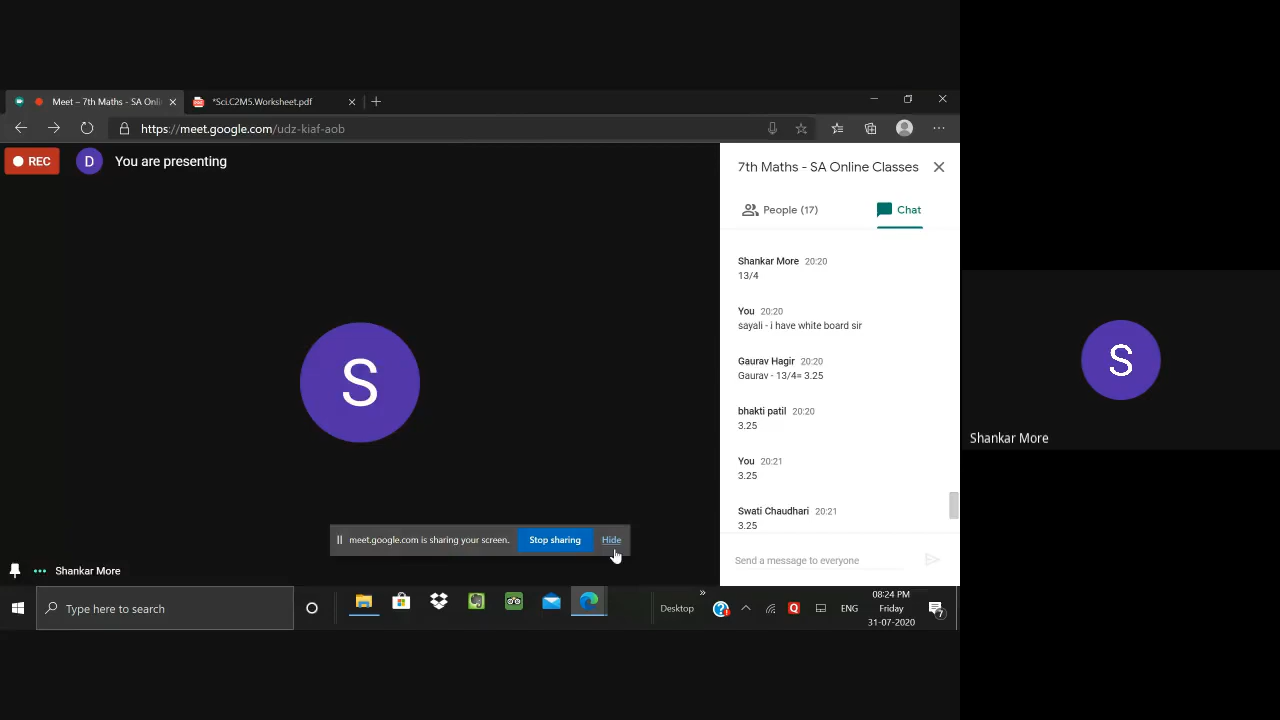 Meet – 7th Maths - SA Onli
*Sci.C2M5.Worksheet.pdf
https://meet.google.com/udz-kiaf-aob
REC
D
You are presenting
7th Maths - SA Online Classes
People (17)
Chat
Shankar More 20:20
13/4
You 20:20
sayali - i have white board sir
Gaurav Hagir 20:20
Gaurav - 13/4= 3.25
bhakti patil 20:20
3.25
You 20:21
3.25
Swati Chaudhari 20:21
3.25
S
S
Shankar More
meet.google.com is sharing your screen.
Stop sharing
Hide
Send a message to everyone
Shankar More
Type here to search
Desktop
ENG
08:24 PM
Friday
31-07-2020
7